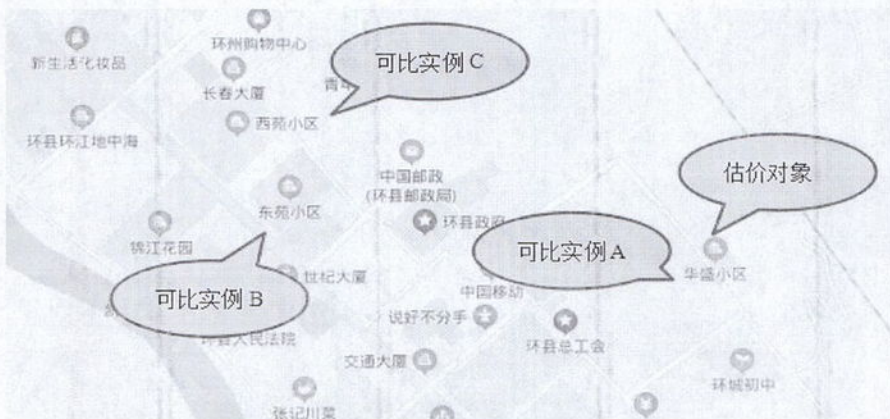 环州购物中心
新生活化妆品
可比实例 C
长春大厦
西苑小区
环县环江地中海
中国邮政
(环县邮政局)
估价对象
东苑小区
环县政府
锦江花园
可比实例 A
华盛小区
世纪大厦
中国移动
可比实例 B
说好不分手
环县人民法院
环县总工会
交通大厦
环城初中
张记川菜